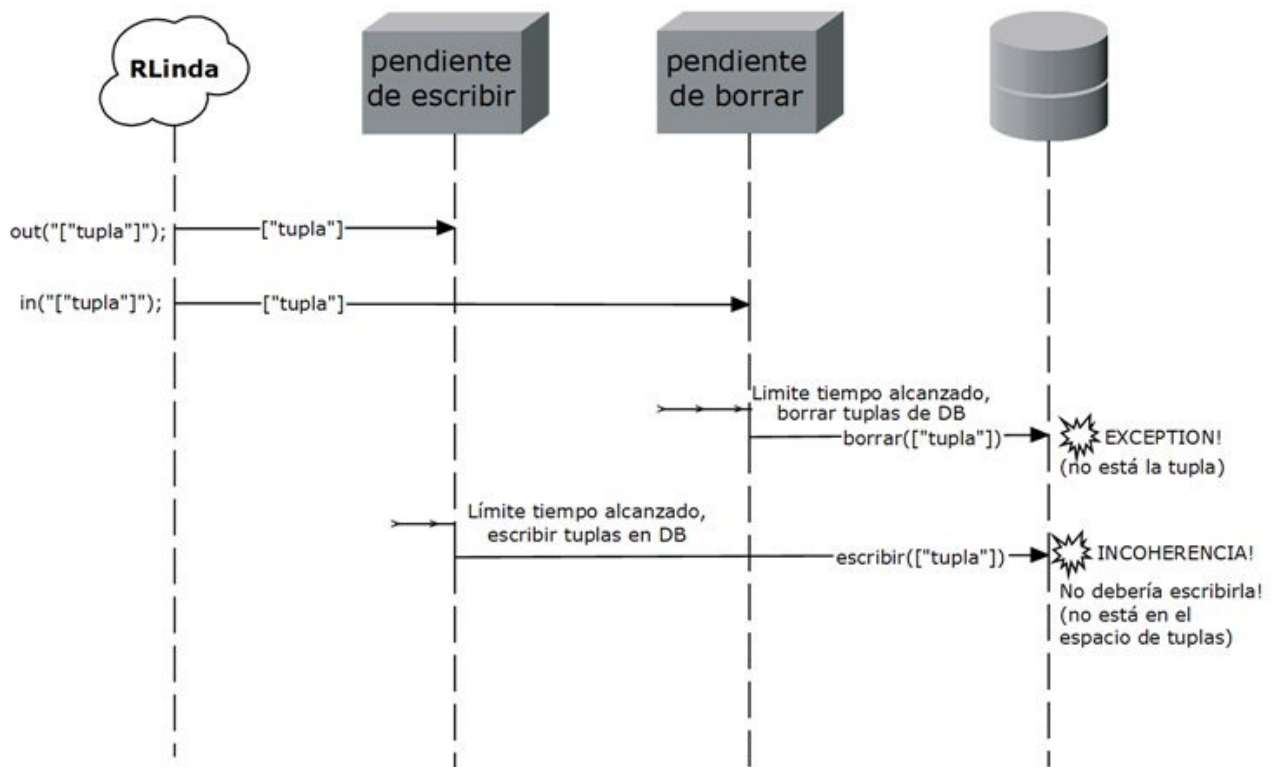 RLinda
pendiente
de escribir
pendiente
de borrar
out("["tupla"]");
["tupla"]
in("["tupla"]");
["tupla"]
Limite tiempo alcanzado,
borrar tuplas de DB
borrar(["tupla"])
EXCEPTION!
(no está la tupla)
Límite tiempo alcanzado,
escribir tuplas en DB
escribir(["tupla"])
INCOHERENCIA!
No debería escribirla!
(no está en el
espacio de tuplas)